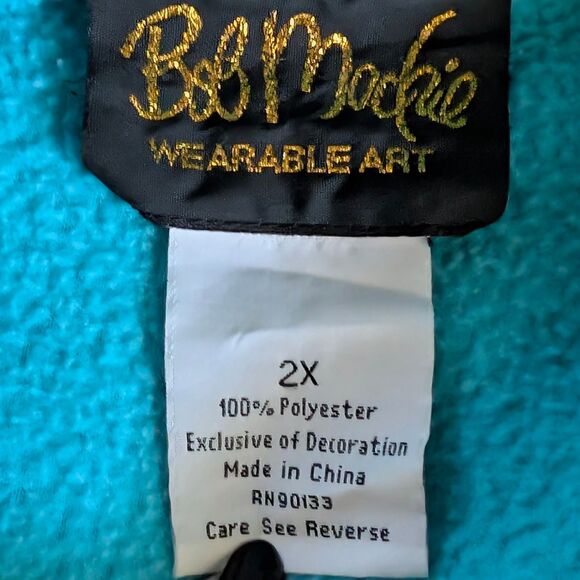 Bob Mackie
WEARABLE ART
2X
100% Polyester
Exclusive of Decoration
Made in China
RN90133
Care See Reverse